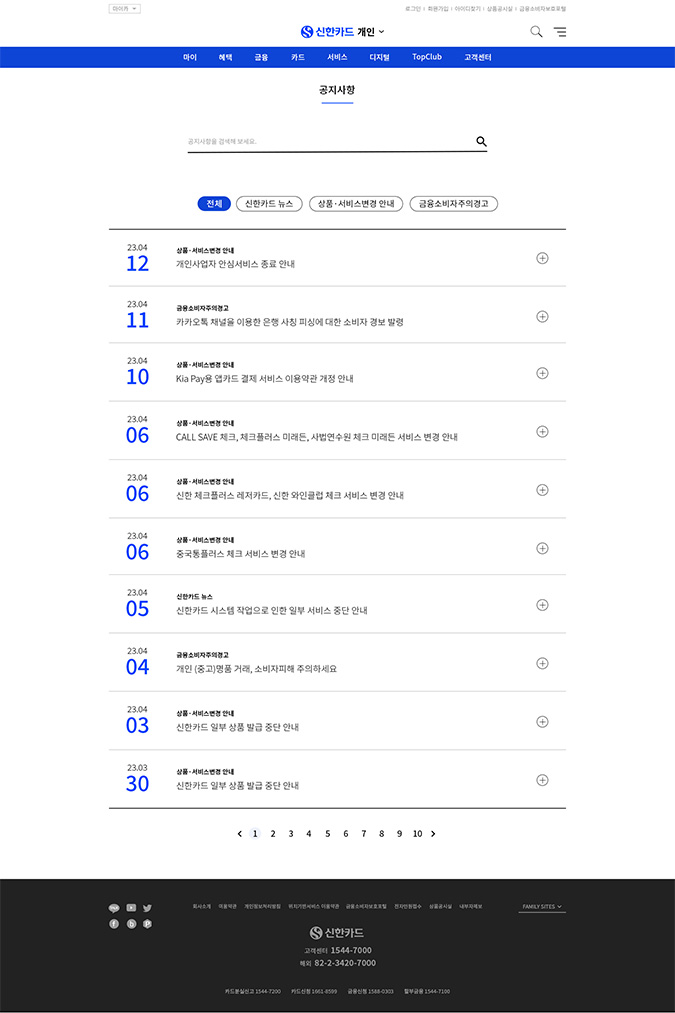 마이카
로그인 | 회원가입 | 아이디찾기 | 상품공시실 | 금융소비자보호포털
신한카드 개인
마이 혜택 금융 카드 서비스 디지털 TopClub 고객센터
공지사항
공지사항을 검색해 보세요.
전체 신한카드 뉴스 상품·서비스변경 안내 금융소비자주의경고
23.04
12
상품·서비스변경 안내
개인사업자 안심서비스 종료 안내
23.04
11
금융소비자주의경고
카카오톡 채널을 이용한 은행 사칭 피싱에 대한 소비자 경보 발령
23.04
10
상품·서비스변경 안내
Kia Pay용 앱카드 결제 서비스 이용약관 개정 안내
23.04
06
상품·서비스변경 안내
CALL SAVE 체크, 체크플러스 미래든, 사법연수원 체크 미래든 서비스 변경 안내
23.04
06
상품·서비스변경 안내
신한 체크플러스 레저카드, 신한 와인클럽 체크 서비스 변경 안내
23.04
06
상품·서비스변경 안내
중국통플러스 체크 서비스 변경 안내
23.04
05
신한카드 뉴스
신한카드 시스템 작업으로 인한 일부 서비스 중단 안내
23.04
04
금융소비자주의경고
개인 (중고)명품 거래, 소비자피해 주의하세요
23.04
03
상품·서비스변경 안내
신한카드 일부 상품 발급 중단 안내
23.03
30
상품·서비스변경 안내
신한카드 일부 상품 발급 중단 안내
1 2 3 4 5 6 7 8 9 10
회사소개 이용약관 개인정보처리방침 위치기반서비스 이용약관 금융소비자보호포털 전자민원접수 상품공시실 내부자제보
FAMILY SITES
신한카드
고객센터 1544-7000
해외 82-2-3420-7000
카드분실신고 1544-7200 카드신청 1661-8599 금융신청 1588-0303 할부금융 1544-7100